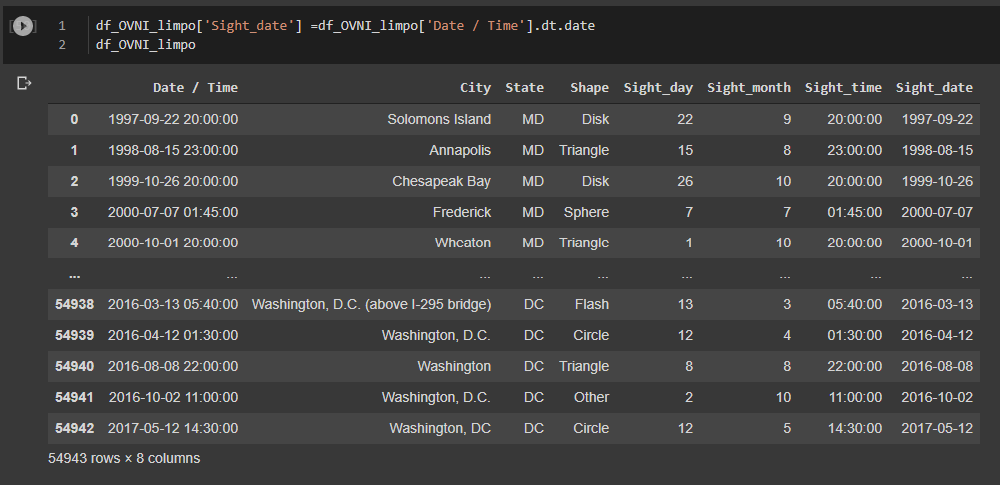 1 df_OVNI_limpo['Sight_date'] =df_OVNI_limpo['Date / Time'].dt.date
2 df_OVNI_limpo
Date / Time City State Shape Sight_day Sight_month Sight_time Sight_date
0 1997-09-22 20:00:00 Solomons Island MD Disk 22 9 20:00:00 1997-09-22
1 1998-08-15 23:00:00 Annapolis MD Triangle 15 8 23:00:00 1998-08-15
2 1999-10-26 20:00:00 Chesapeak Bay MD Disk 26 10 20:00:00 1999-10-26
3 2000-07-07 01:45:00 Frederick MD Sphere 7 7 01:45:00 2000-07-07
4 2000-10-01 20:00:00 Wheaton MD Triangle 1 10 20:00:00 2000-10-01
... ... ... ... ... ... ... ... ...
54938 2016-03-13 05:40:00 Washington, D.C. (above I-295 bridge) DC Flash 13 3 05:40:00 2016-03-13
54939 2016-04-12 01:30:00 Washington, D.C. DC Circle 12 4 01:30:00 2016-04-12
54940 2016-08-08 22:00:00 Washington DC Triangle 8 8 22:00:00 2016-08-08
54941 2016-10-02 11:00:00 Washington, D.C. DC Other 2 10 11:00:00 2016-10-02
54942 2017-05-12 14:30:00 Washington, DC DC Circle 12 5 14:30:00 2017-05-12
54943 rows × 8 columns